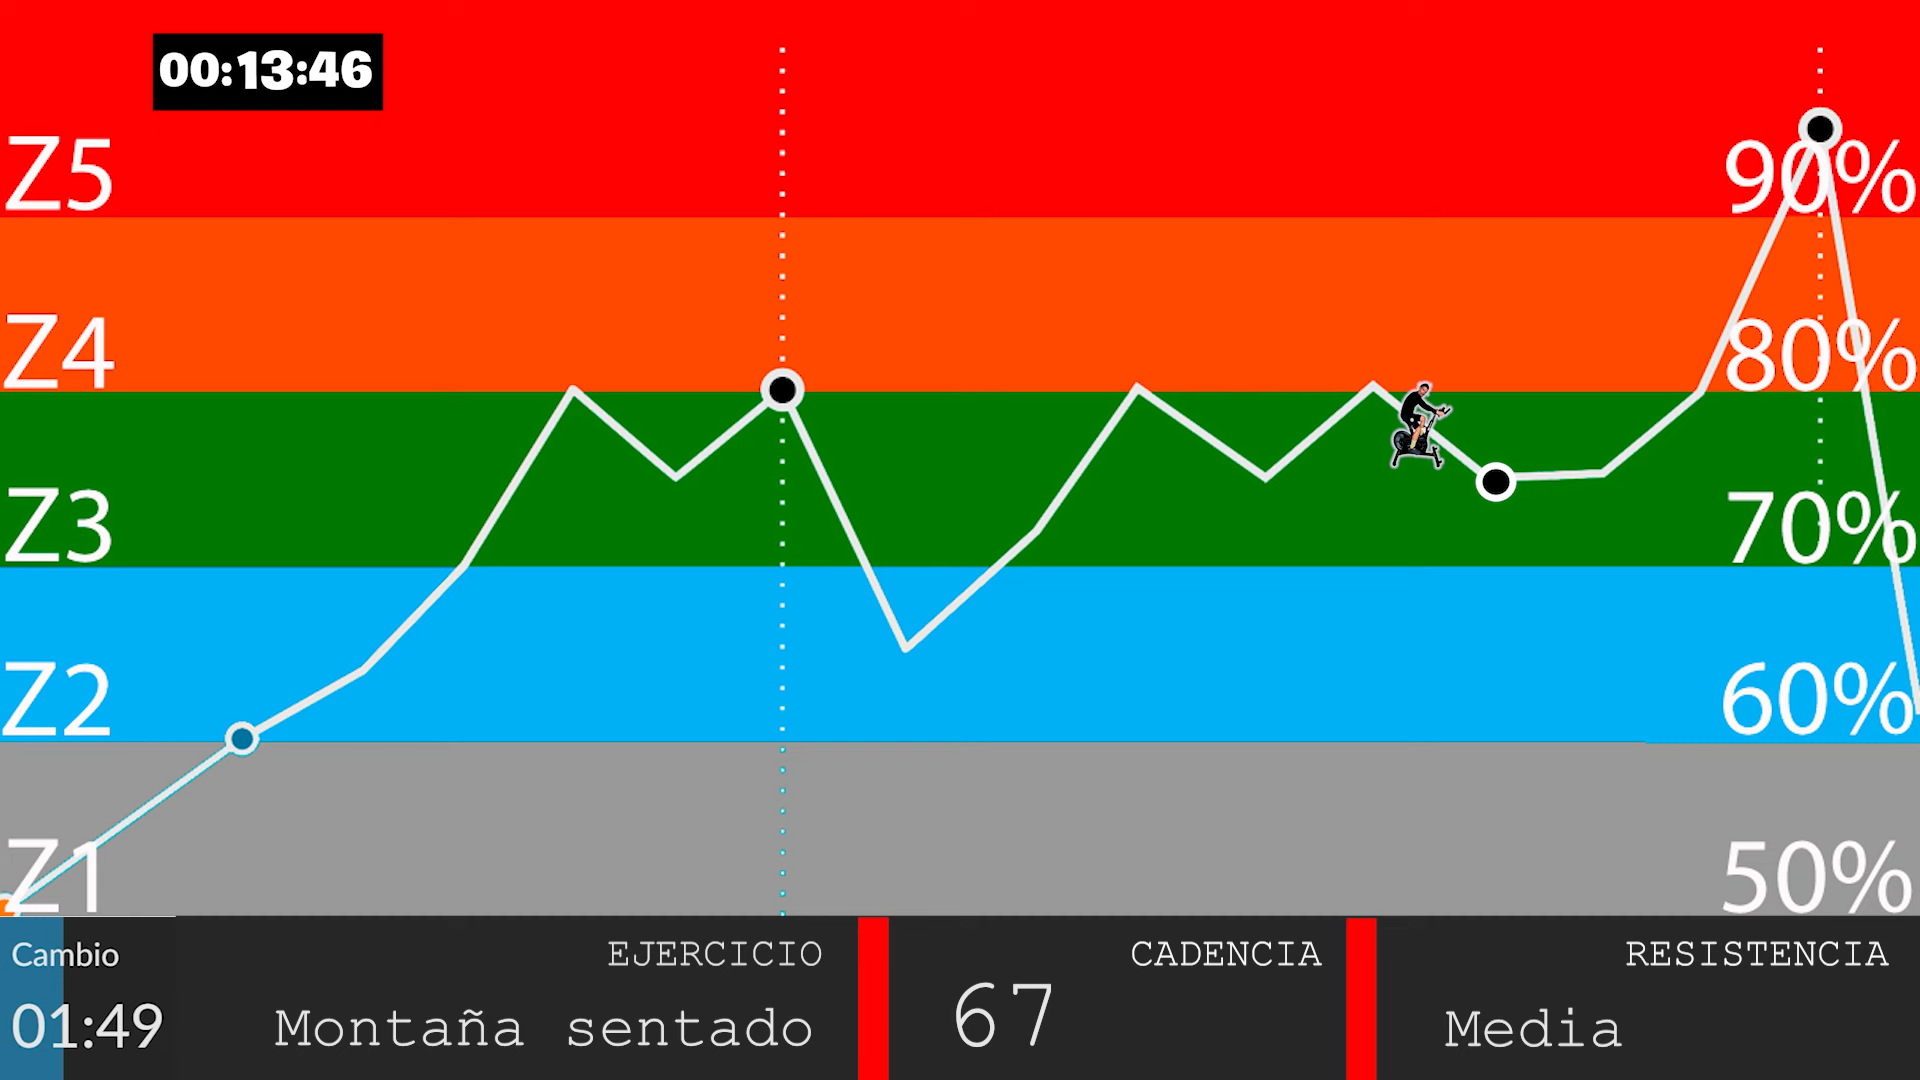 00:13:46
Z5 90%
Z4 80%
Z3 70%
Z2 60%
Z1 50%
Cambio
01:49
EJERCICIO
Montaña sentado
CADENCIA
67
RESISTENCIA
Media